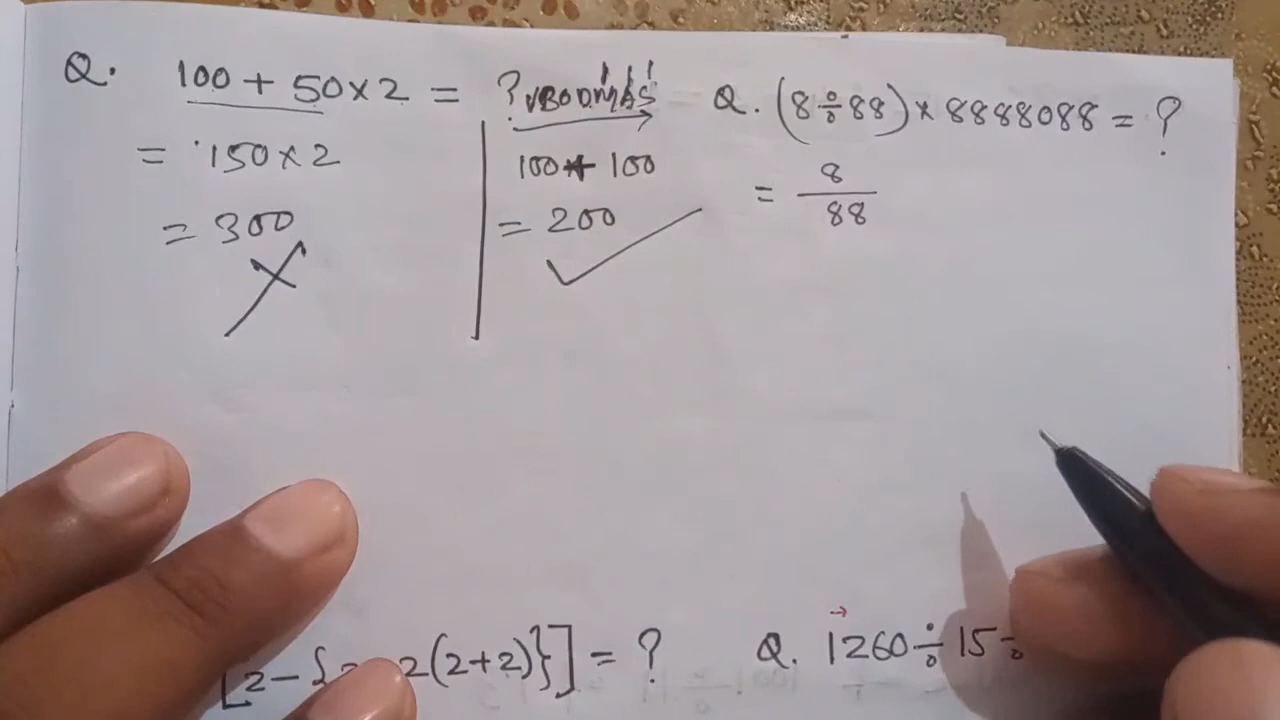 Q. 100 + 50 × 2 = ?
= 150 × 2
= 300
VBODMAS
100 + 100
= 200
Q. (8 ÷ 88) × 8888088 = ?
= 8
88
2(2+2)}] = ?
[2-{
Q. 1260 ÷ 15 ÷